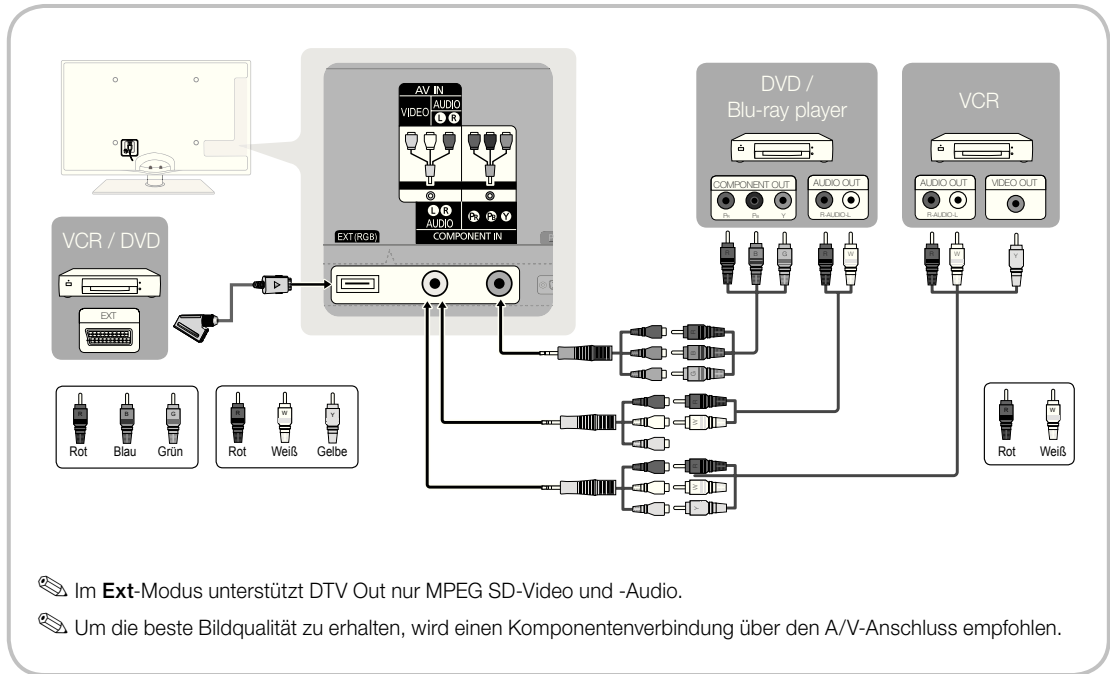 AV IN
VIDEO
AUDIO
L R
L R
AUDIO
PR PB Y
COMPONENT IN
EXT (RGB)
VCR / DVD
EXT
DVD /
Blu-ray player
COMPONENT OUT
PR PB Y
AUDIO OUT
R-AUDIO-L
VCR
AUDIO OUT
R-AUDIO-L
VIDEO OUT
R B G
R W
R W
Y
R
B
G
R
W
R
W
Y
R B G
Rot Blau Grün
R W Y
Rot Weiß Gelbe
R W
Rot Weiß
Im Ext-Modus unterstützt DTV Out nur MPEG SD-Video und -Audio.
Um die beste Bildqualität zu erhalten, wird einen Komponentenverbindung über den A/V-Anschluss empfohlen.